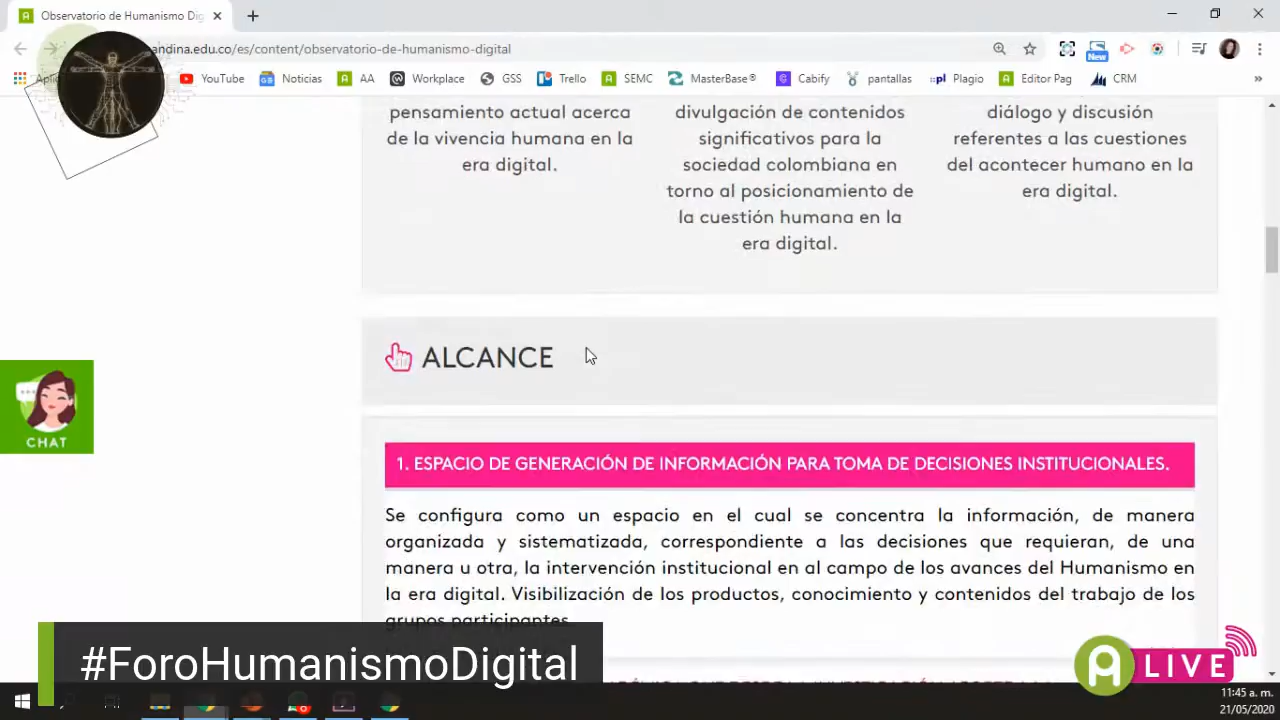 Observatorio de Humanismo Dig
andina.edu.co/es/content/observatorio-de-humanismo-digital
YouTube
Noticias
AA
Workplace
GSS
Trello
SEMC
MasterBase®
Cabify
pantallas
Plagio
Editor Pag
CRM
New
pensamiento actual acerca
de la vivencia humana en la
era digital.
divulgación de contenidos
significativos para la
sociedad colombiana en
torno al posicionamiento de
la cuestión humana en la
era digital.
diálogo y discusión
referentes a las cuestiones
del acontecer humano en la
era digital.
ALCANCE
CHAT
1. ESPACIO DE GENERACIÓN DE INFORMACIÓN PARA TOMA DE DECISIONES INSTITUCIONALES.
Se configura como un espacio en el cual se concentra la información, de manera
organizada y sistematizada, correspondiente a las decisiones que requieran, de una
manera u otra, la intervención institucional en al campo de los avances del Humanismo en
la era digital. Visibilización de los productos, conocimiento y contenidos del trabajo de los
grupos participantes.
#ForoHumanismoDigital
A LIVE
11:45 a. m.
21/05/2020